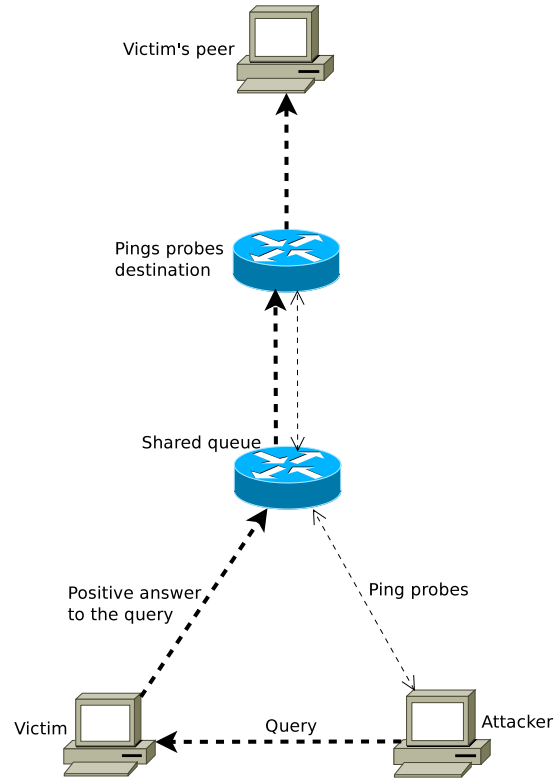 Victim's peer
Pings probes
destination
Shared queue
Positive answer
to the query
Ping probes
Victim
Query
Attacker